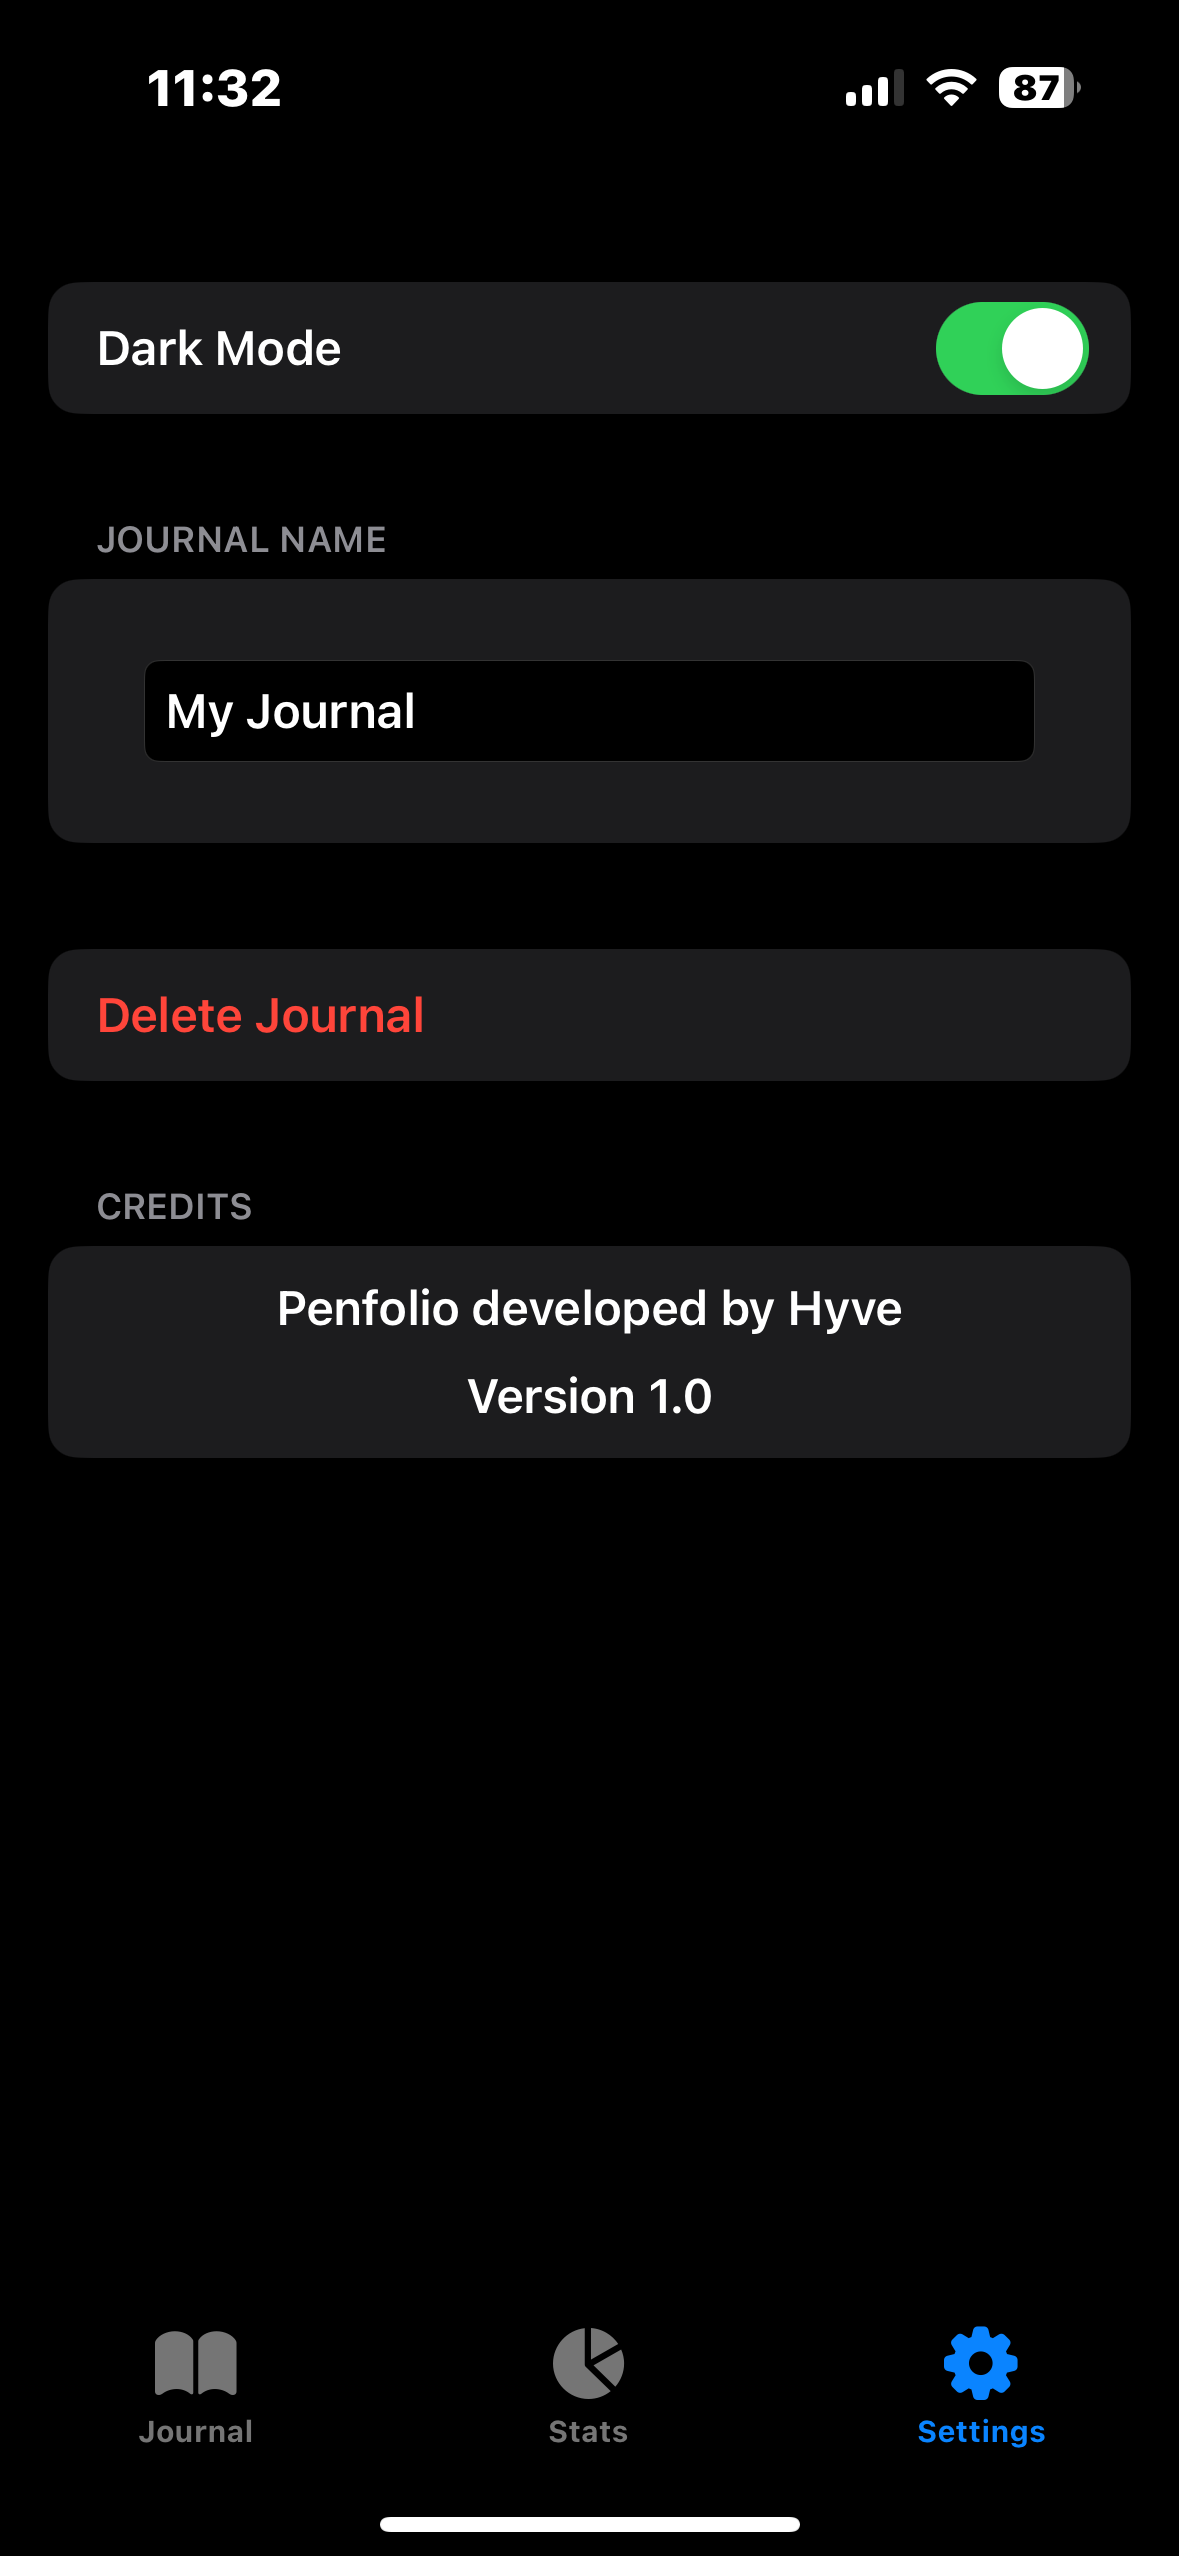 11:32
87
Dark Mode
JOURNAL NAME
My Journal
Delete Journal
CREDITS
Penfolio developed by Hyve
Version 1.0
Journal
Stats
Settings